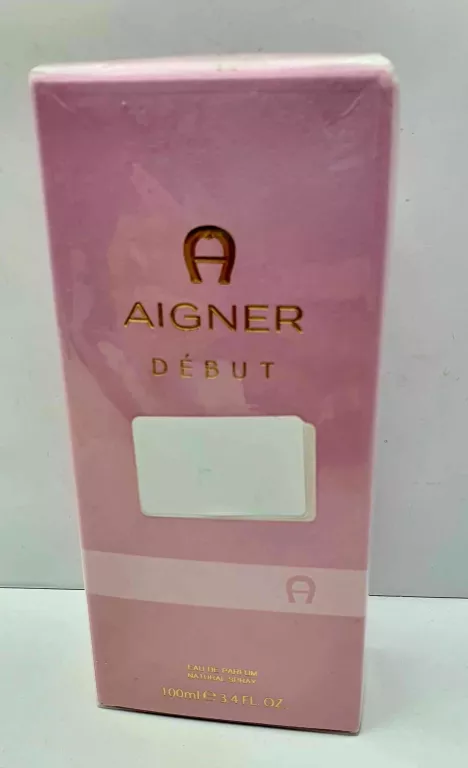 AIGNER
DÉBUT
EAU DE PARFUM
NATURAL SPRAY
100ml ℮ 3.4 FL. OZ